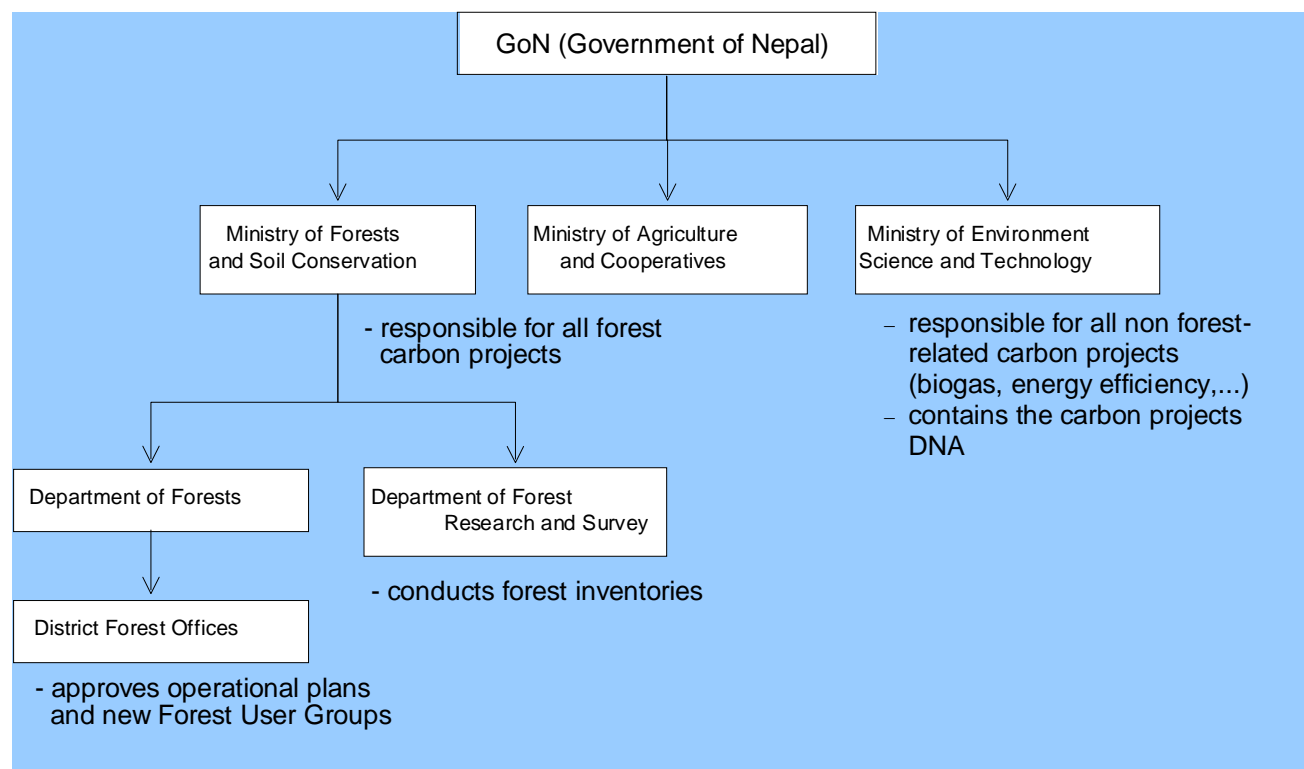 GoN (Government of Nepal)
Ministry of Forests
and Soil Conservation
Ministry of Agriculture
and Cooperatives
Ministry of Environment
Science and Technology
- responsible for all forest
carbon projects
– responsible for all non forest-
related carbon projects
(biogas, energy efficiency,...)
– contains the carbon projects
DNA
Department of Forests
Department of Forest
Research and Survey
- conducts forest inventories
District Forest Offices
- approves operational plans
and new Forest User Groups